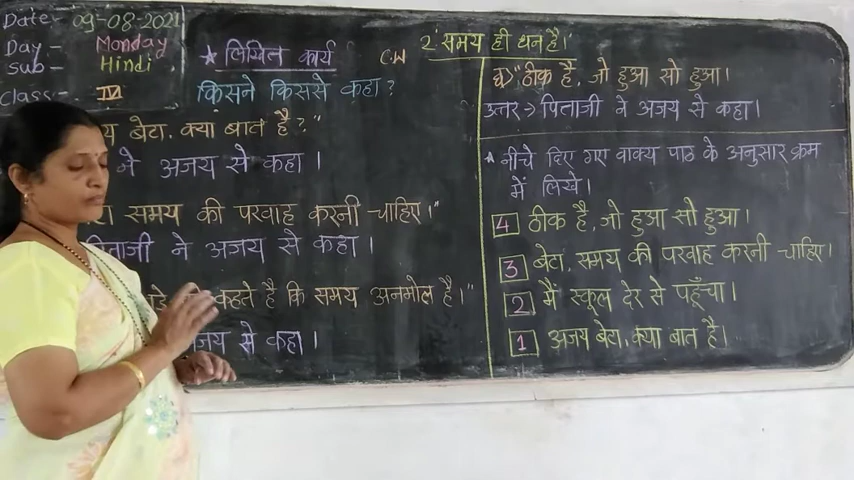 Date:- 09-08-2021
Day - Monday
Sub - Hindi
Class:- IV
★ लिखित कार्य
C.W
2 समय ही धन है।
किसने किससे कहा?
बेटा, क्या बात है?"
ने अजय से कहा।
समय की परवाह करनी चाहिए।"
पिताजी ने अजय से कहा।
कहते हैं कि समय अनमोल है।"
अजय से कहा।
घ> "ठीक है, जो हुआ सो हुआ।
उत्तर → पिताजी ने अजय से कहा।
★ नीचे दिए गए वाक्य पाठ के अनुसार क्रम
में लिखे।
4 ठीक है, जो हुआ सो हुआ।
3 बेटा, समय की परवाह करनी चाहिए।
2 मैं स्कूल देर से पहुँचा।
1 अजय बेटा, क्या बात है।